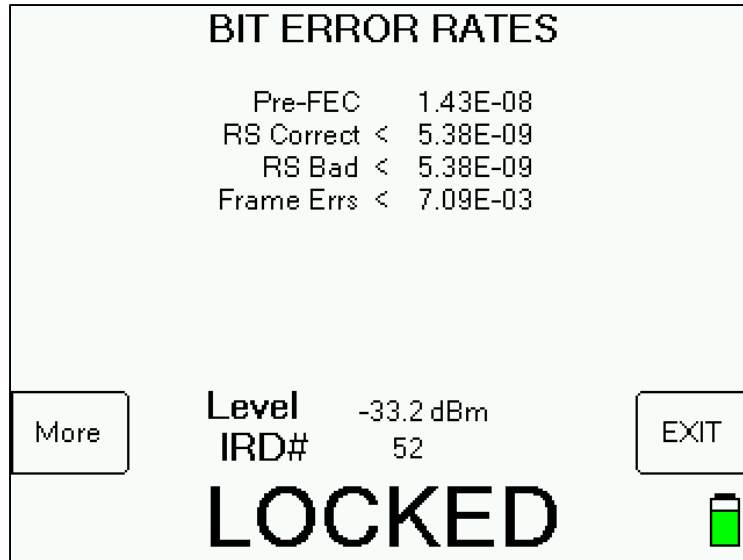 BIT ERROR RATES
Pre-FEC 1.43E-08
RS Correct < 5.38E-09
RS Bad < 5.38E-09
Frame Errs < 7.09E-03
Level -33.2 dBm
More IRD# 52 EXIT
LOCKED